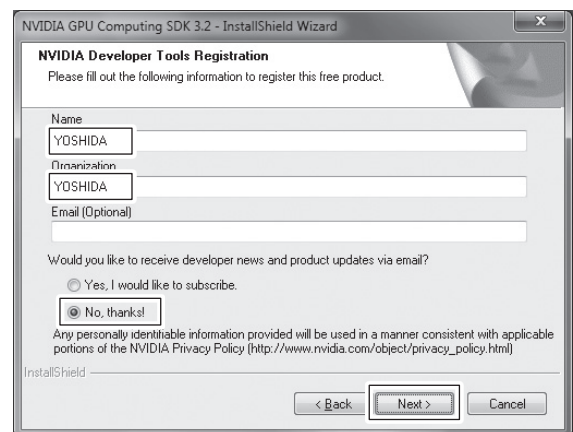 NVIDIA GPU Computing SDK 3.2 - InstallShield Wizard
NVIDIA Developer Tools Registration
Please fill out the following information to register this free product.
Name
YOSHIDA
Organization
YOSHIDA
Email (Optional)
Would you like to receive developer news and product updates via email?
Yes, I would like to subscribe.
No, thanks!
Any personally identifiable information provided will be used in a manner consistent with applicable
portions of the NVIDIA Privacy Policy (http://www.nvidia.com/object/privacy_policy.html)
InstallShield
< Back Next > Cancel